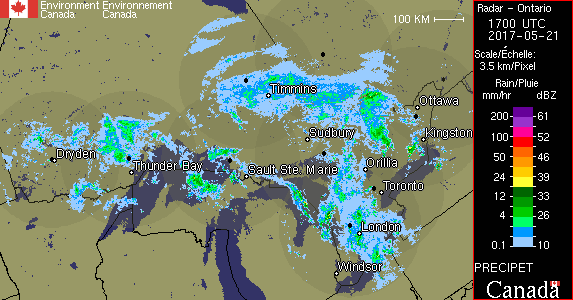 Environment Environnement
Canada Canada
100 KM
Radar - Ontario
1700 UTC
2017-05-21
Scale/Échelle:
3.5 km/Pixel
Rain/Pluie
mm/hr dBZ
200 61
100 52
50 46
24 39
12 33
4 26
0.1 10
PRECIPET
Canada
Timmins
Ottawa
Sudbury
Kingston
Dryden
Thunder Bay
Sault Ste. Marie
Orillia
Toronto
London
Windsor